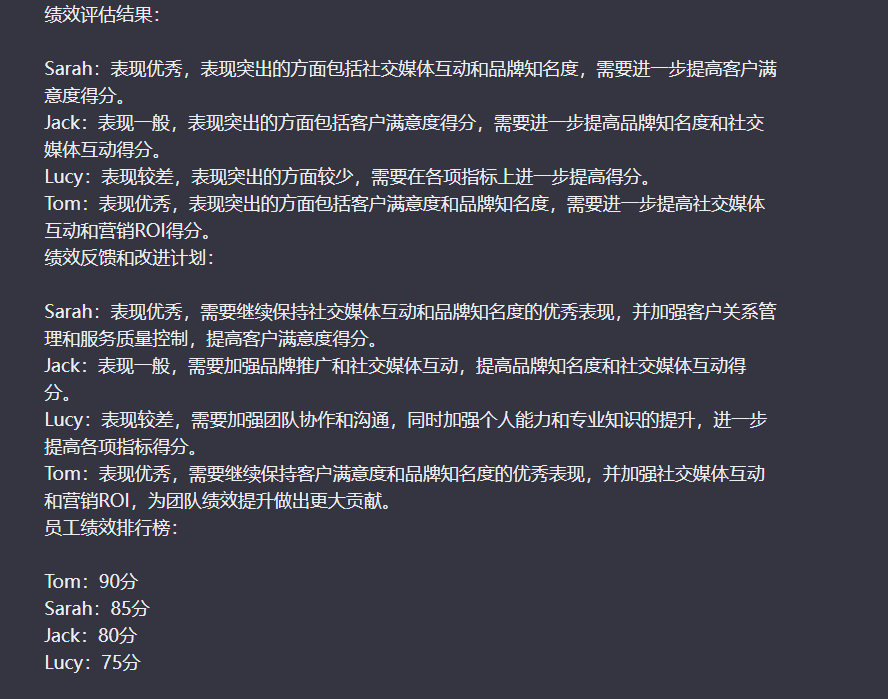 绩效评估结果：
Sarah：表现优秀，表现突出的方面包括社交媒体互动和品牌知名度，需要进一步提高客户满
意度得分。
Jack：表现一般，表现突出的方面包括客户满意度得分，需要进一步提高品牌知名度和社交
媒体互动得分。
Lucy：表现较差，表现突出的方面较少，需要在各项指标上进一步提高得分。
Tom：表现优秀，表现突出的方面包括客户满意度和品牌知名度，需要进一步提高社交媒体
互动和营销ROI得分。
绩效反馈和改进计划：
Sarah：表现优秀，需要继续保持社交媒体互动和品牌知名度的优秀表现，并加强客户关系管
理和服务质量控制，提高客户满意度得分。
Jack：表现一般，需要加强品牌推广和社交媒体互动，提高品牌知名度和社交媒体互动得
分。
Lucy：表现较差，需要加强团队协作和沟通，同时加强个人能力和专业知识的提升，进一步
提高各项指标得分。
Tom：表现优秀，需要继续保持客户满意度和品牌知名度的优秀表现，并加强社交媒体互动
和营销ROI，为团队绩效提升做出更大贡献。
员工绩效排行榜：
Tom：90分
Sarah：85分
Jack：80分
Lucy：75分